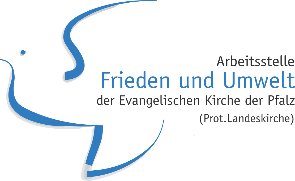 Arbeitsstelle
Frieden und Umwelt
der Evangelischen Kirche der Pfalz
(Prot.Landeskirche)